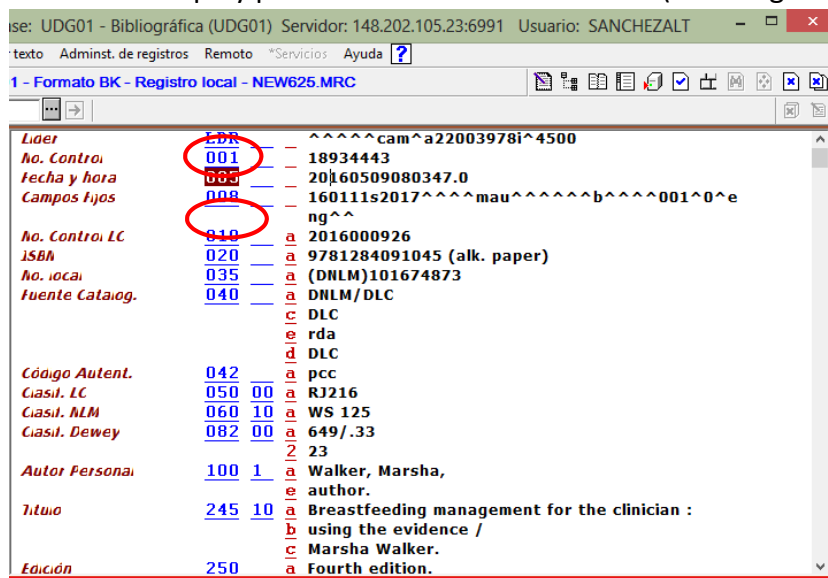 ase: UDG01 - Bibliográfica (UDG01) Servidor: 148.202.105.23:6991 Usuario: SANCHEZALT
texto Adminst. de registros Remoto *Servicios Ayuda ?
1 - Formato BK - Registro local - NEW625.MRC
Lider LDR ^^^^^cam^a22003978i^4500
No. Control 001 18934443
Fecha y hora 005 20160509080347.0
Campos Fijos 008 160111s2017^^^^mau^^^^^^b^^^^001^0^e
ng^^
No. Control LC 010 a 2016000926
ISBN 020 a 9781284091045 (alk. paper)
No. local 035 a (DNLM)101674873
Fuente Catalog. 040 a DNLM/DLC
c DLC
e rda
d DLC
Código Autent. 042 a pcc
Clasif. LC 050 00 a RJ216
Clasif. NLM 060 10 a WS 125
Clasif. Dewey 082 00 a 649/.33
2 23
Autor Personal 100 1 a Walker, Marsha,
e author.
Título 245 10 a Breastfeeding management for the clinician :
b using the evidence /
c Marsha Walker.
Edición 250 a Fourth edition.